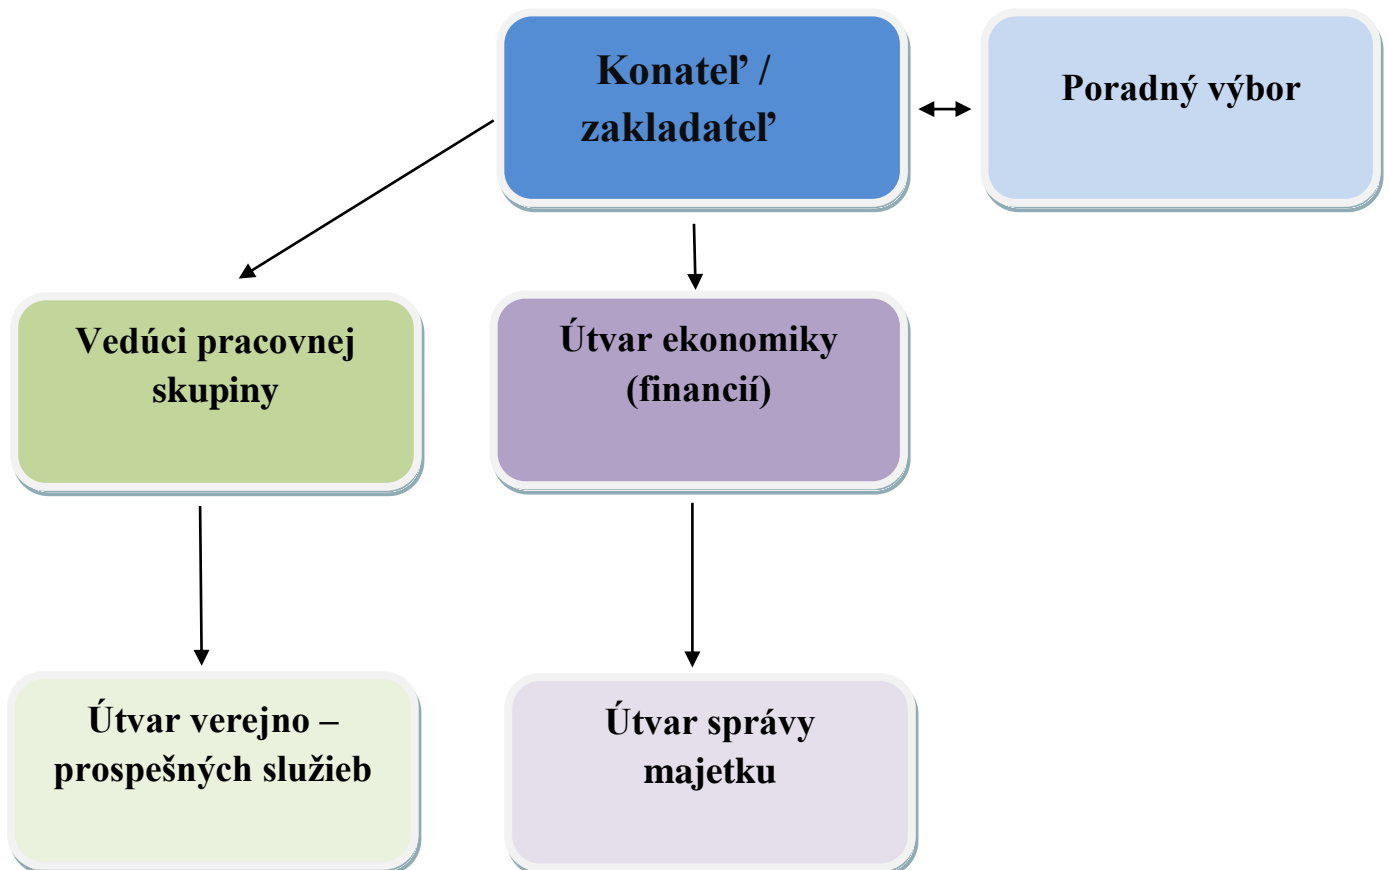 Konateľ /
zakladateľ
Poradný výbor
Vedúci pracovnej
skupiny
Útvar ekonomiky
(financií)
Útvar verejno –
prospešných služieb
Útvar správy
majetku